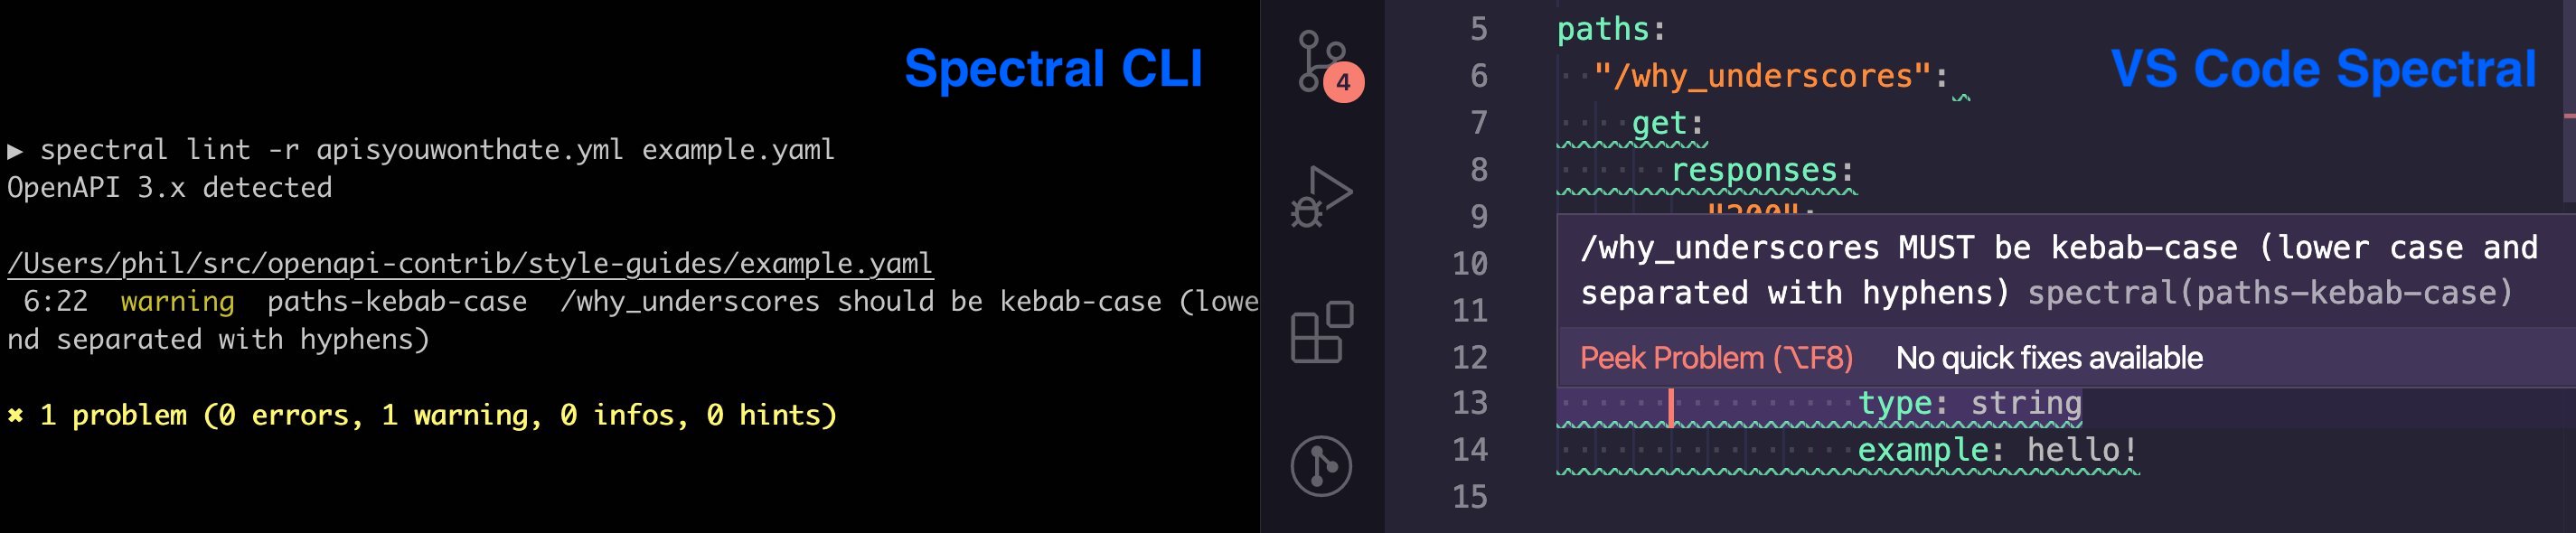 Spectral CLI
▶ spectral lint -r apisyouwonthate.yml example.yaml
OpenAPI 3.x detected
/Users/phil/src/openapi-contrib/style-guides/example.yaml
6:22 warning paths-kebab-case /why_underscores should be kebab-case (lowe
nd separated with hyphens)
✖ 1 problem (0 errors, 1 warning, 0 infos, 0 hints)
4
VS Code Spectral
5 paths:
6 "/why_underscores":
7 get:
8 responses:
9 "200":
10
11
12
/why_underscores MUST be kebab-case (lower case and
separated with hyphens) spectral(paths-kebab-case)
Peek Problem (⌥F8) No quick fixes available
13 type: string
14 example: hello!
15